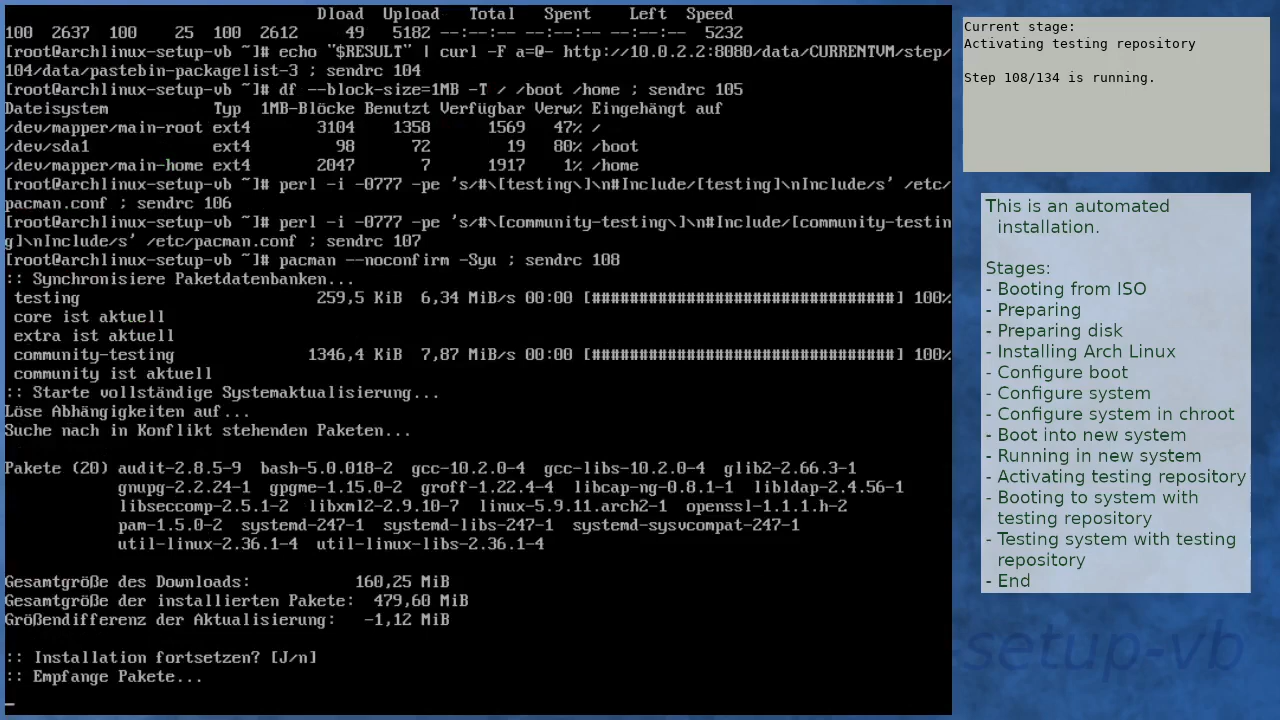 Dload  Upload   Total   Spent    Left  Speed
100  2637  100    25  100  2612     49   5182 --:--:-- --:--:-- --:--:--  5232
[root@archlinux-setup-vb ~]# echo "$RESULT" | curl -F a=@- http://10.0.2.2:8080/data/CURRENTVM/step/
104/data/pastebin-packagelist-3 ; sendrc 104
[root@archlinux-setup-vb ~]# df --block-size=1MB -T / /boot /home ; sendrc 105
Dateisystem           Typ  1MB-Blöcke Benutzt Verfügbar Verw% Eingehängt auf
/dev/mapper/main-root ext4       3104    1358      1569   47% /
/dev/sda1             ext4         98      72        19   80% /boot
/dev/mapper/main-home ext4       2047       7      1917    1% /home
[root@archlinux-setup-vb ~]# perl -i -0777 -pe 's/#\[testing\]\n#Include/[testing]\nInclude/s' /etc/
pacman.conf ; sendrc 106
[root@archlinux-setup-vb ~]# perl -i -0777 -pe 's/#\[community-testing\]\n#Include/[community-testin
g]\nInclude/s' /etc/pacman.conf ; sendrc 107
[root@archlinux-setup-vb ~]# pacman --noconfirm -Syu ; sendrc 108
:: Synchronisiere Paketdatenbanken...
 testing                         259,5 KiB  6,34 MiB/s 00:00 [################################] 100%
 core ist aktuell
 extra ist aktuell
 community-testing              1346,4 KiB  7,87 MiB/s 00:00 [################################] 100%
 community ist aktuell
:: Starte vollständige Systemaktualisierung...
Löse Abhängigkeiten auf...
Suche nach in Konflikt stehenden Paketen...
Pakete (20) audit-2.8.5-9  bash-5.0.018-2  gcc-10.2.0-4  gcc-libs-10.2.0-4  glib2-2.66.3-1
            gnupg-2.2.24-1  gpgme-1.15.0-2  groff-1.22.4-4  libcap-ng-0.8.1-1  libldap-2.4.56-1
            libseccomp-2.5.1-2  libxml2-2.9.10-7  linux-5.9.11.arch2-1  openssl-1.1.1.h-2
            pam-1.5.0-2  systemd-247-1  systemd-libs-247-1  systemd-sysvcompat-247-1
            util-linux-2.36.1-4  util-linux-libs-2.36.1-4
Gesamtgröße des Downloads:           160,25 MiB
Gesamtgröße der installierten Pakete:  479,60 MiB
Größendifferenz der Aktualisierung:   -1,12 MiB
:: Installation fortsetzen? [J/n]
:: Empfange Pakete...
_
Current stage:
Activating testing repository
Step 108/134 is running.
This is an automated
installation.
Stages:
- Booting from ISO
- Preparing
- Preparing disk
- Installing Arch Linux
- Configure boot
- Configure system
- Configure system in chroot
- Boot into new system
- Running in new system
- Activating testing repository
- Booting to system with
testing repository
- Testing system with testing
repository
- End
setup-vb